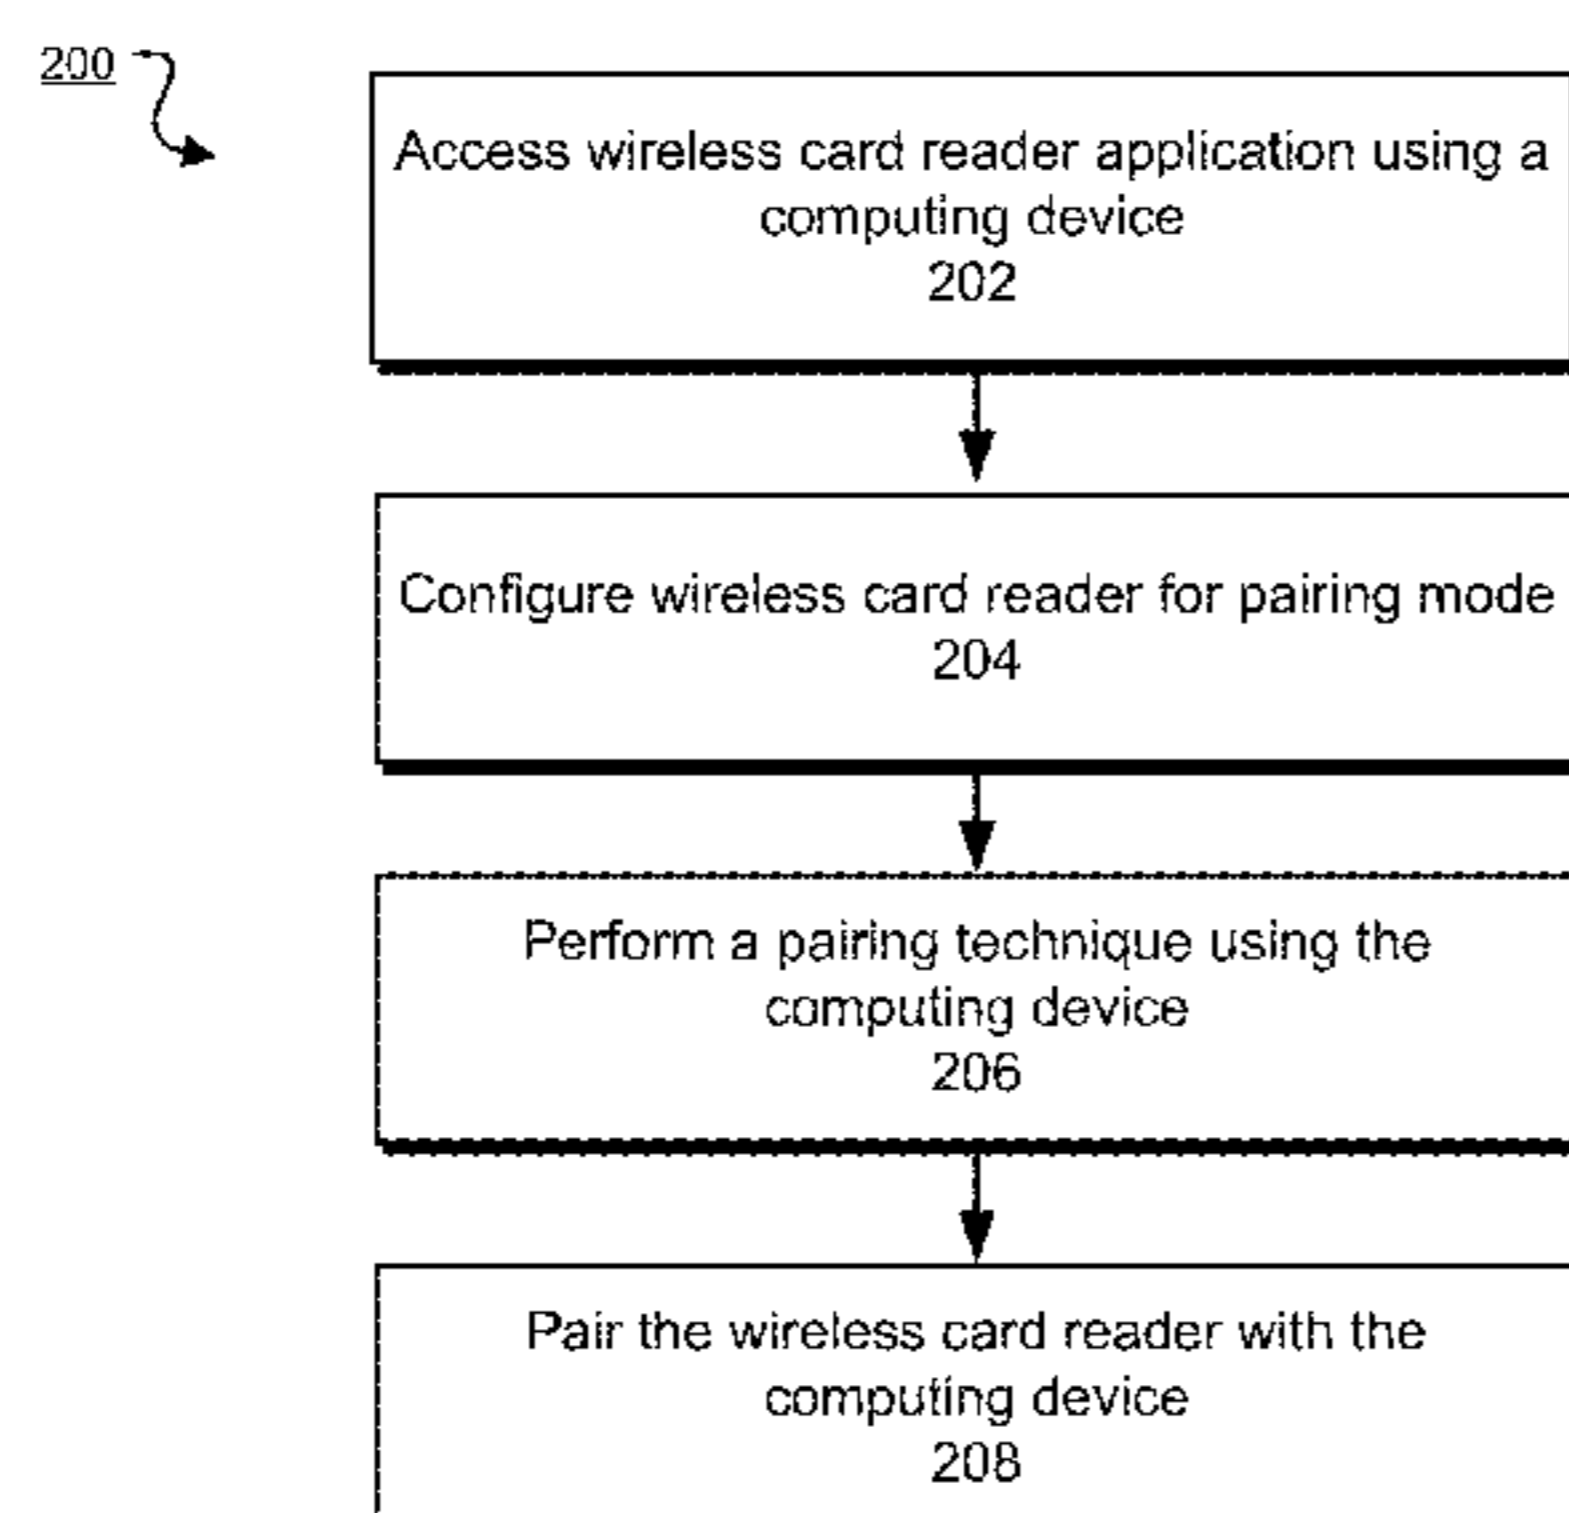 200
Access wireless card reader application using a
computing device
202
Configure wireless card reader for pairing mode
204
Perform a pairing technique using the
computing device
206
Pair the wireless card reader with the
computing device
208